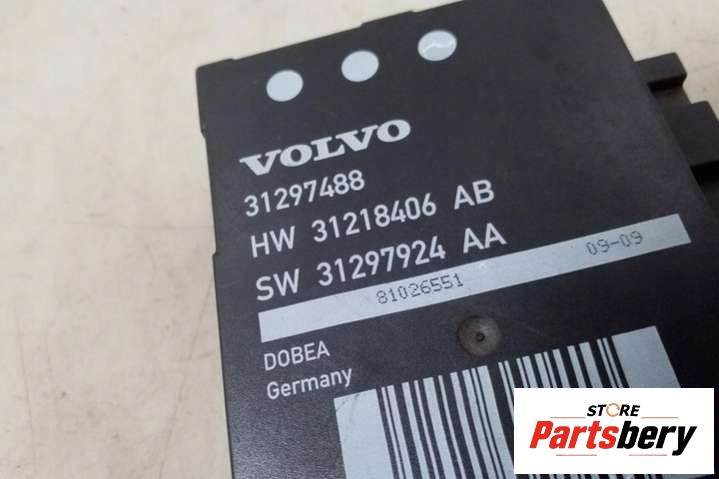 VOLVO
31297488
HW 31218406 AB
SW 31297924 AA
81026551 09-09
DOBEA
Germany
STORE
Partsbery